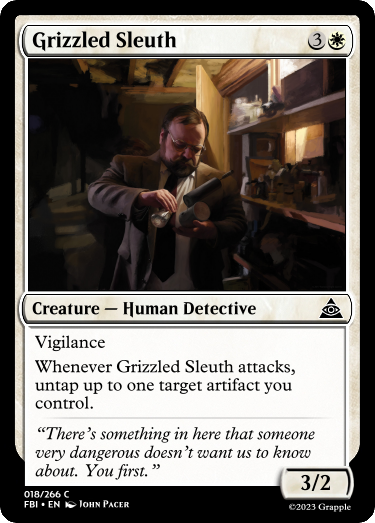 Grizzled Sleuth 3
Creature — Human Detective
Vigilance
Whenever Grizzled Sleuth attacks,
untap up to one target artifact you
control.
“There’s something in here that someone
very dangerous doesn’t want us to know
about. You first.”
3/2
018/266 C
FBI • EN John Pacer
©2023 Grapple